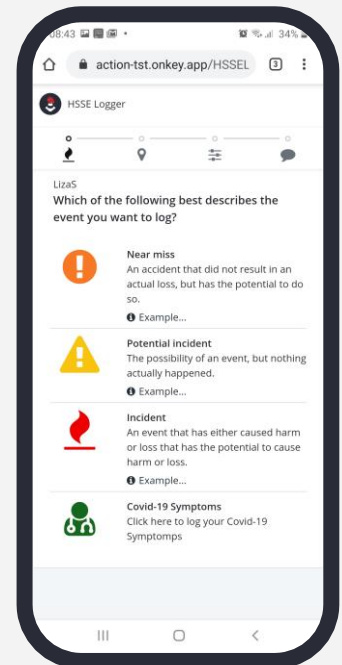 08:43 34%
action-tst.onkey.app/HSSEL 3
HSSE Logger
LizaS
Which of the following best describes the
event you want to log?
Near miss
An accident that did not result in an
actual loss, but has the potential to do
so.
Example...
Potential incident
The possibility of an event, but nothing
actually happened.
Example...
Incident
An event that has either caused harm
or loss that has the potential to cause
harm or loss.
Example...
Covid-19 Symptoms
Click here to log your Covid-19
Symptomps